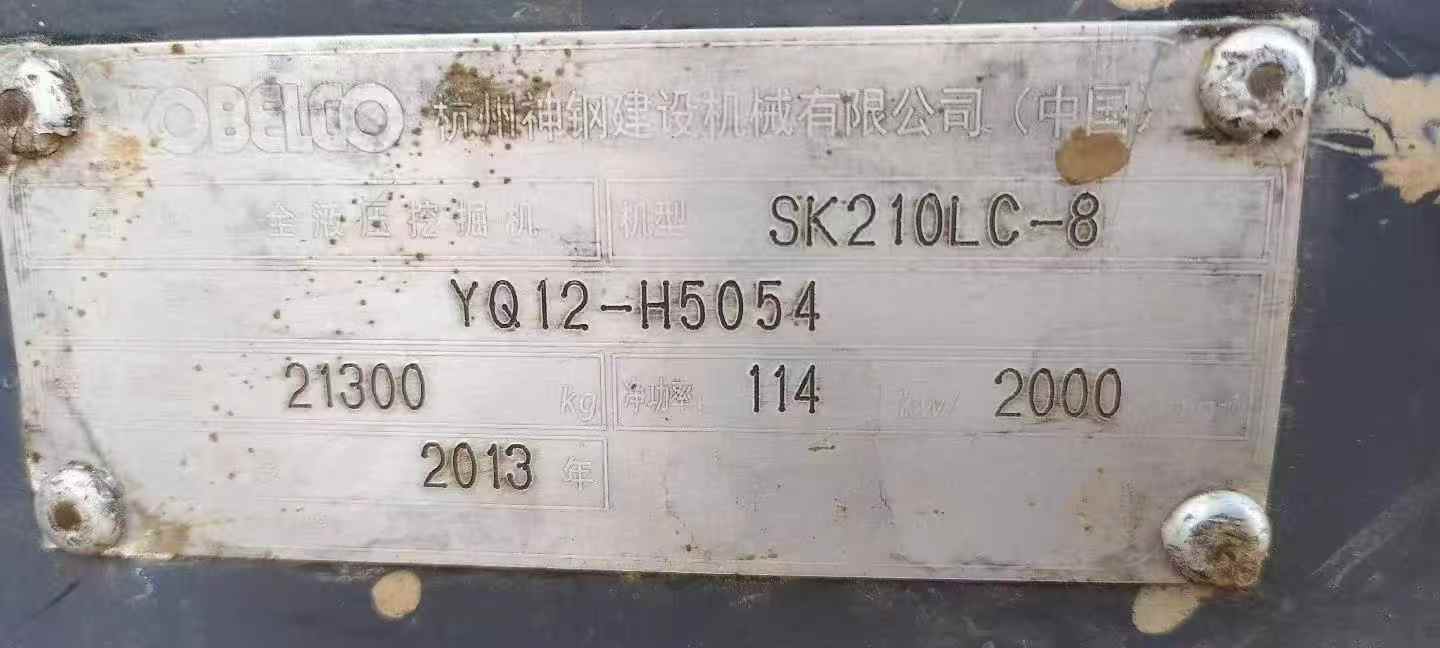 KOBELCO 杭州神钢建设机械有限公司（中国）
全液压挖掘机 机型 SK210LC-8
YQ12-H5054
21300 kg 净功率 114 kw/ 2000
2013 年